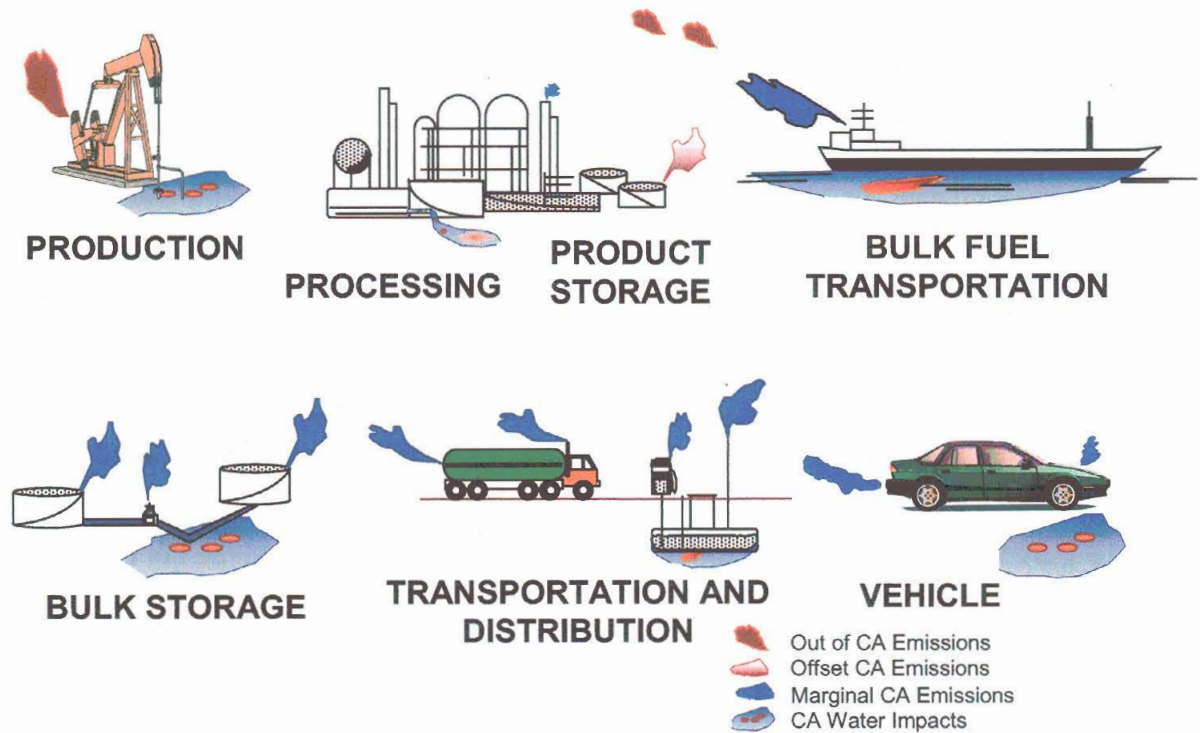 PRODUCTION
PROCESSING
PRODUCT
STORAGE
BULK FUEL
TRANSPORTATION
BULK STORAGE
TRANSPORTATION AND
DISTRIBUTION
VEHICLE
Out of CA Emissions
Offset CA Emissions
Marginal CA Emissions
CA Water Impacts